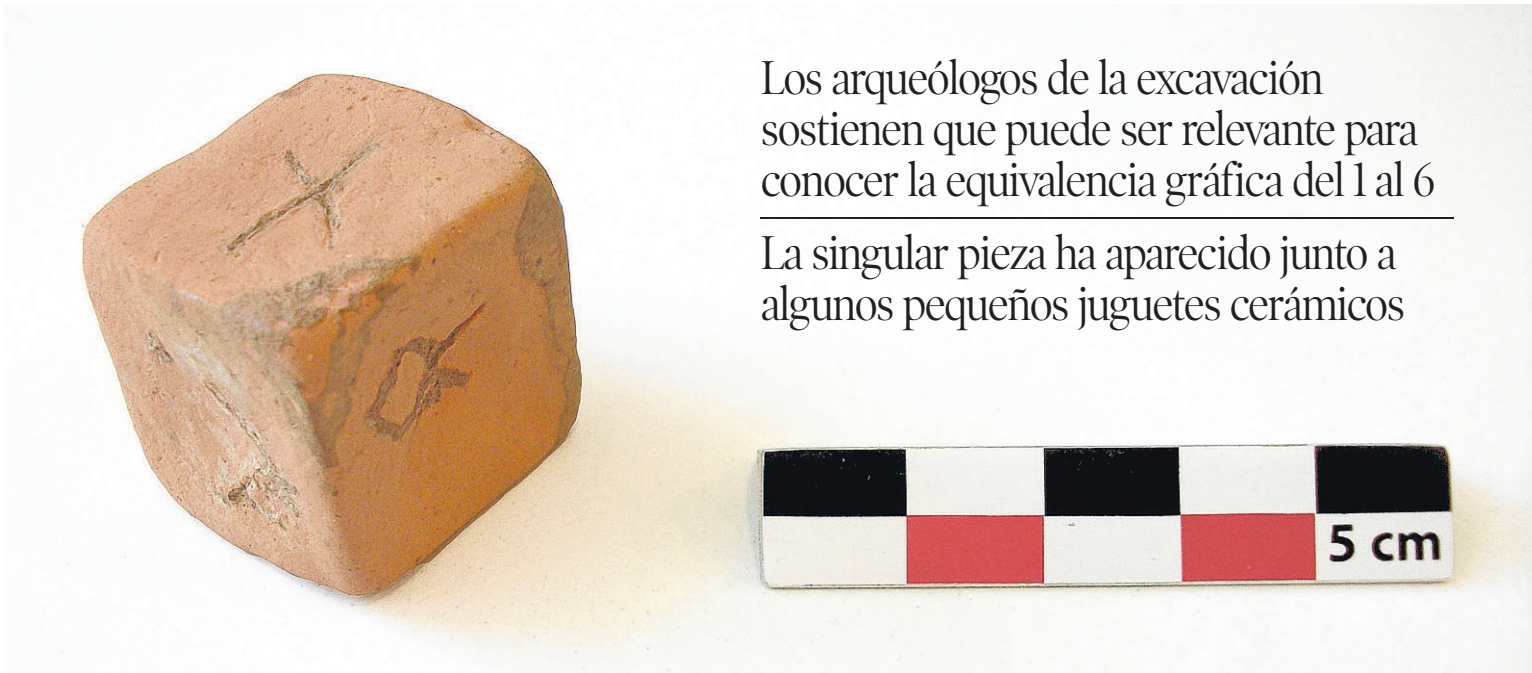 Los arqueólogos de la excavación
sostienen que puede ser relevante para
conocer la equivalencia gráfica del 1 al 6
La singular pieza ha aparecido junto a
algunos pequeños juguetes cerámicos
5 cm